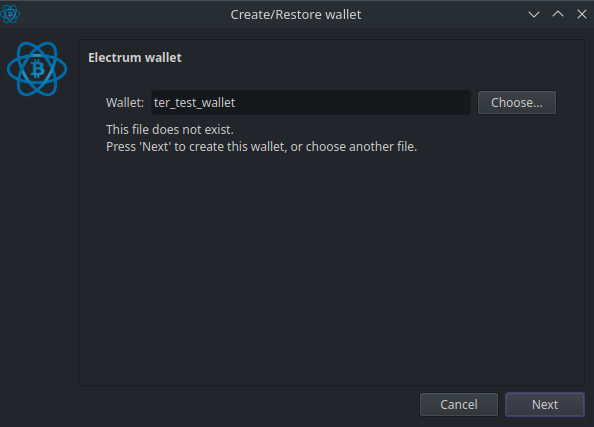 Create/Restore wallet
Electrum wallet
Wallet: ter_test_wallet Choose...
This file does not exist.
Press 'Next' to create this wallet, or choose another file.
Cancel Next